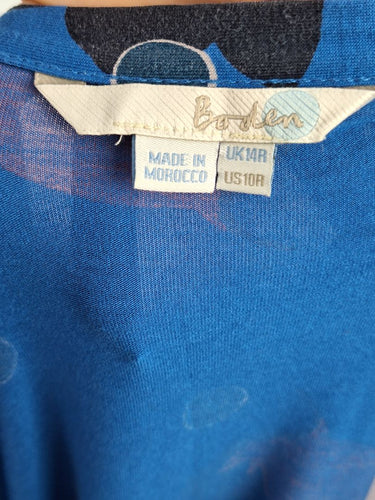 Boden
MADE IN
MOROCCO
UK14R
US10R